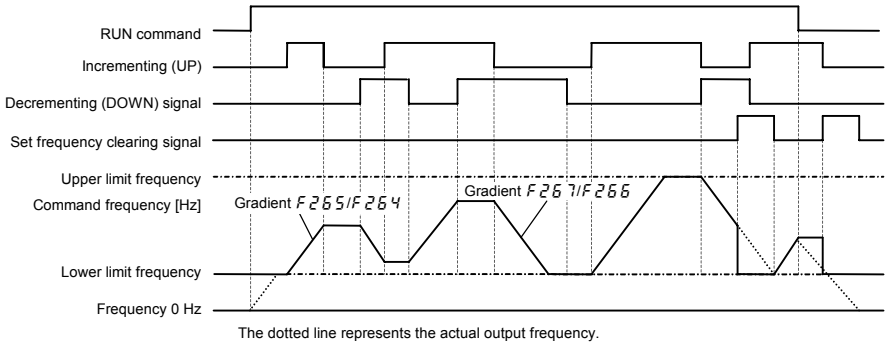 RUN command
Incrementing (UP)
Decrementing (DOWN) signal
Set frequency clearing signal
Upper limit frequency
Command frequency [Hz]
Gradient F265/F264
Gradient F267/F266
Lower limit frequency
Frequency 0 Hz
The dotted line represents the actual output frequency.